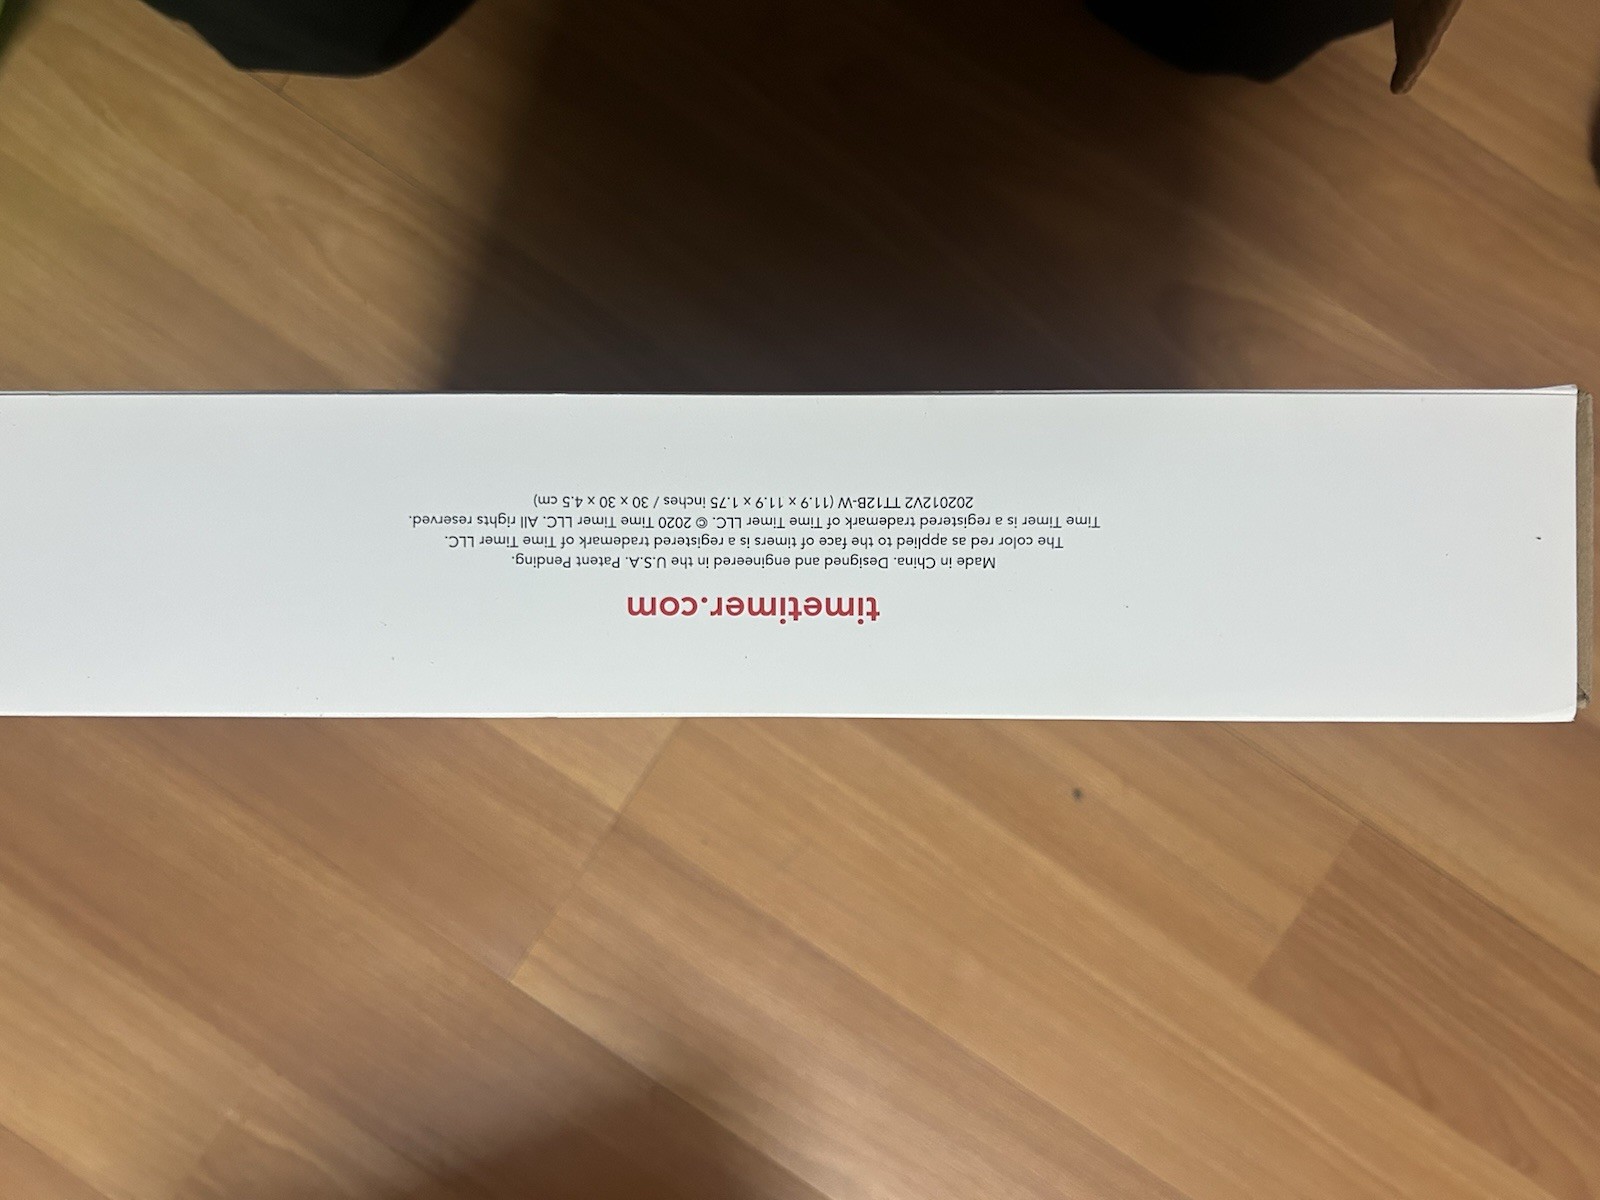 timetimer.com
Made in China. Designed and engineered in the U.S.A. Patent Pending.
The color red as applied to the face of timers is a registered trademark of Time Timer LLC.
Time Timer is a registered trademark of Time Timer LLC. © 2020 Time Timer LLC. All rights reserved.
202012V2 TT12B-W (11.9 x 11.9 x 1.75 inches / 30 x 30 x 4.5 cm)